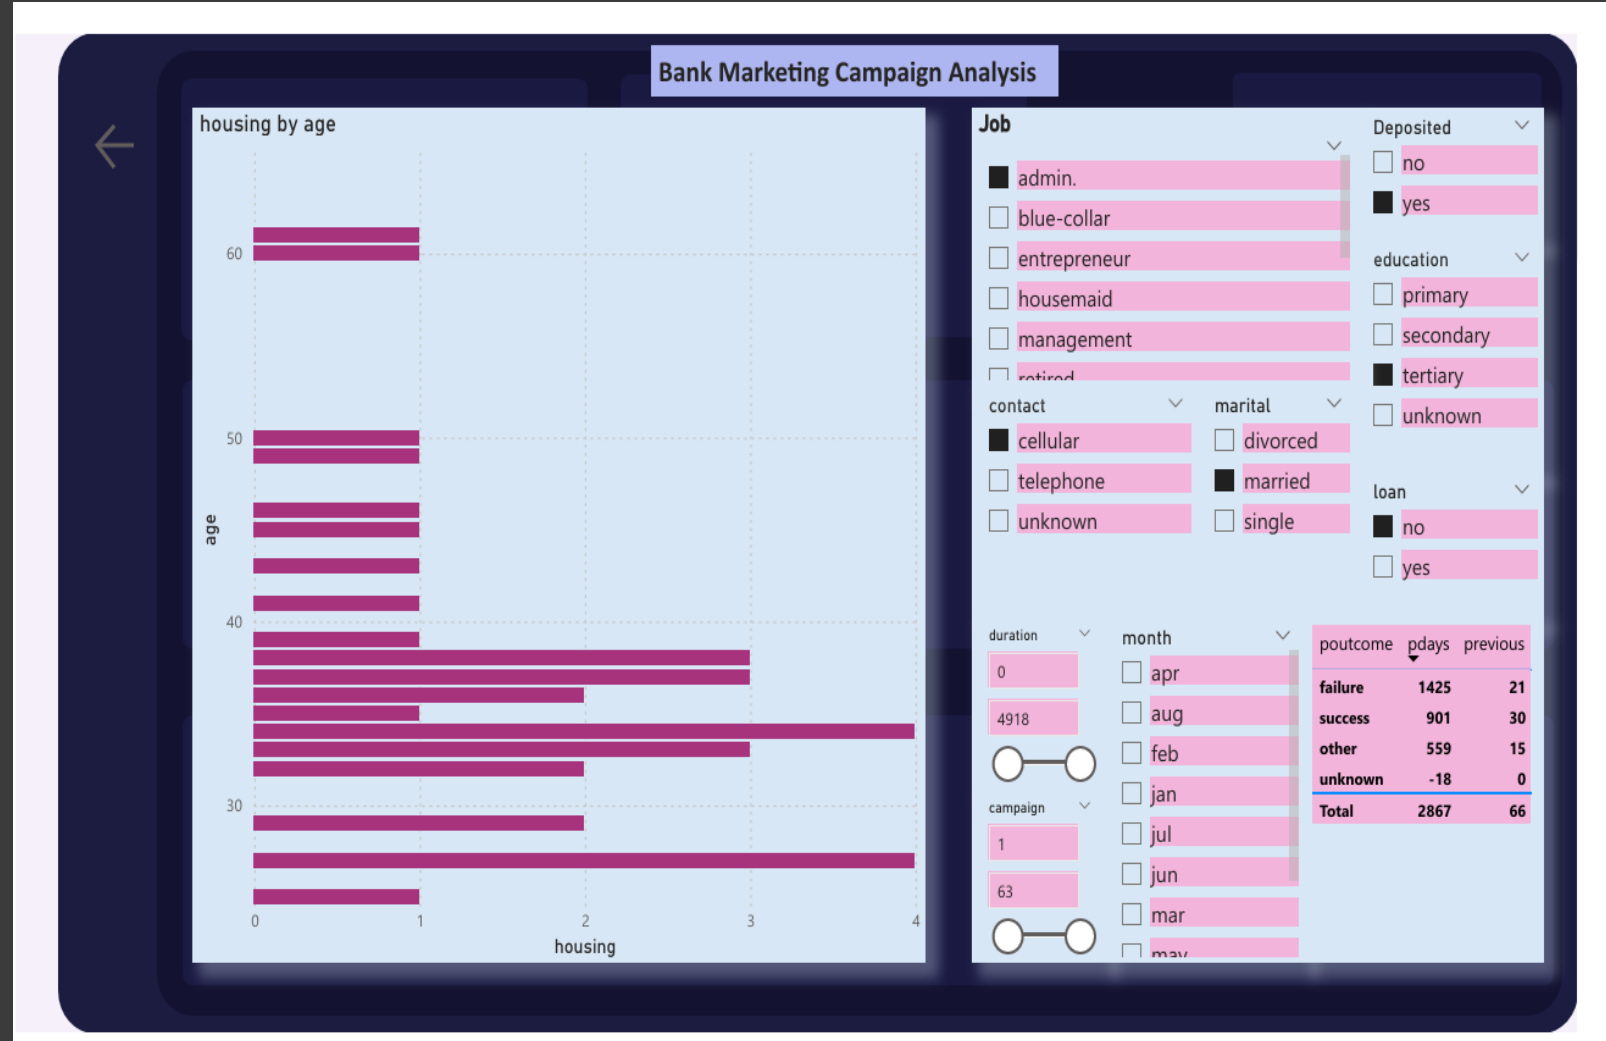 Bank Marketing Campaign Analysis
housing by age
60
50
40
30
age
0 1 2 3 4
housing
Job
admin.
blue-collar
entrepreneur
housemaid
management
retired
Deposited
no
yes
education
primary
secondary
tertiary
unknown
contact
cellular
telephone
unknown
marital
divorced
married
single
loan
no
yes
duration
0
4918
campaign
1
63
month
apr
aug
feb
jan
jul
jun
mar
may
poutcome pdays previous
failure 1425 21
success 901 30
other 559 15
unknown -18 0
Total 2867 66